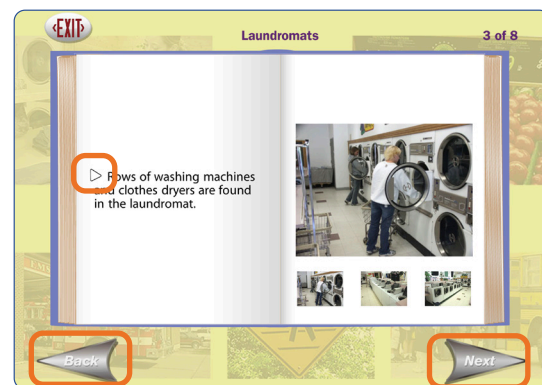 EXIT
Laundromats
3 of 8
Rows of washing machines
and clothes dryers are found
in the laundromat.
Back
Next